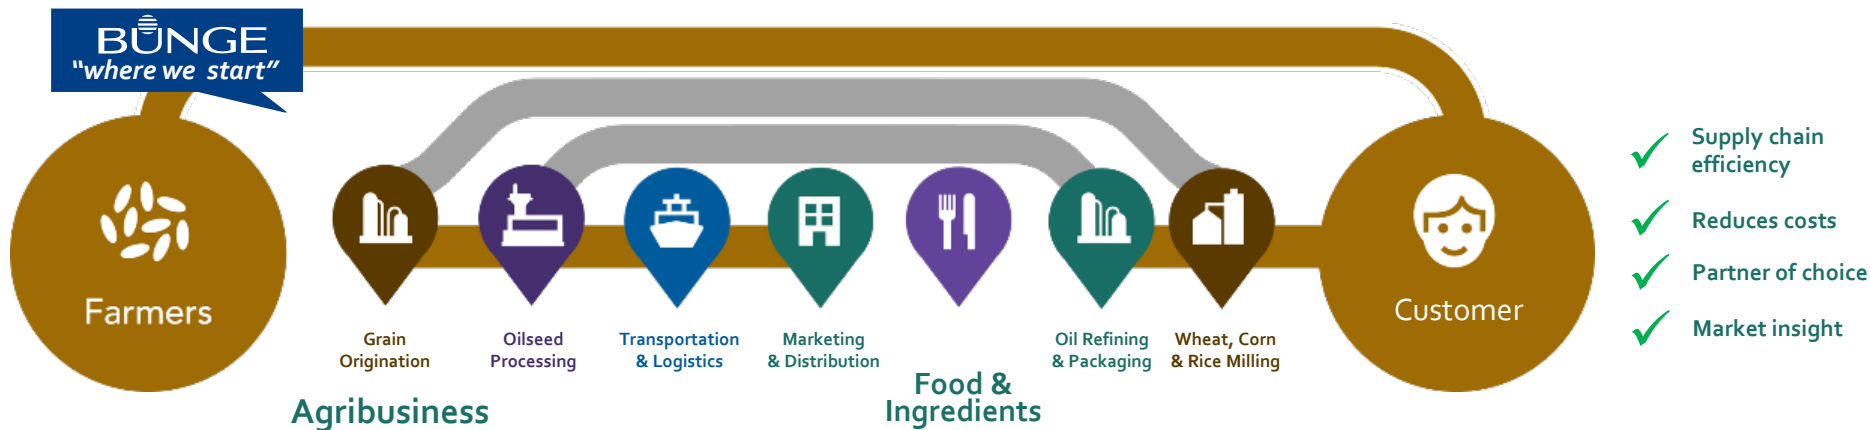 BUNGE
“where we start”
Farmers
Grain
Origination
Oilseed
Processing
Transportation
& Logistics
Marketing
& Distribution
Oil Refining
& Packaging
Wheat, Corn
& Rice Milling
Agribusiness
Food &
Ingredients
Customer
Supply chain
efficiency
Reduces costs
Partner of choice
Market insight